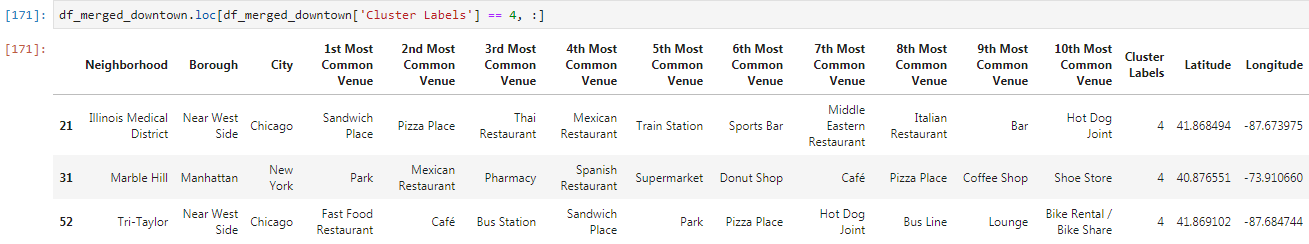 [171]: df_merged_downtown.loc[df_merged_downtown['Cluster Labels'] == 4, :]
[171]:
Neighborhood Borough City 1st Most Common Venue 2nd Most Common Venue 3rd Most Common Venue 4th Most Common Venue 5th Most Common Venue 6th Most Common Venue 7th Most Common Venue 8th Most Common Venue 9th Most Common Venue 10th Most Common Venue Cluster Labels Latitude Longitude
21 Illinois Medical District Near West Side Chicago Sandwich Place Pizza Place Thai Restaurant Mexican Restaurant Train Station Sports Bar Middle Eastern Restaurant Italian Restaurant Bar Hot Dog Joint 4 41.868494 -87.673975
31 Marble Hill Manhattan New York Park Mexican Restaurant Pharmacy Spanish Restaurant Supermarket Donut Shop Café Pizza Place Coffee Shop Shoe Store 4 40.876551 -73.910660
52 Tri-Taylor Near West Side Chicago Fast Food Restaurant Café Bus Station Sandwich Place Park Pizza Place Hot Dog Joint Bus Line Lounge Bike Rental / Bike Share 4 41.869102 -87.684744